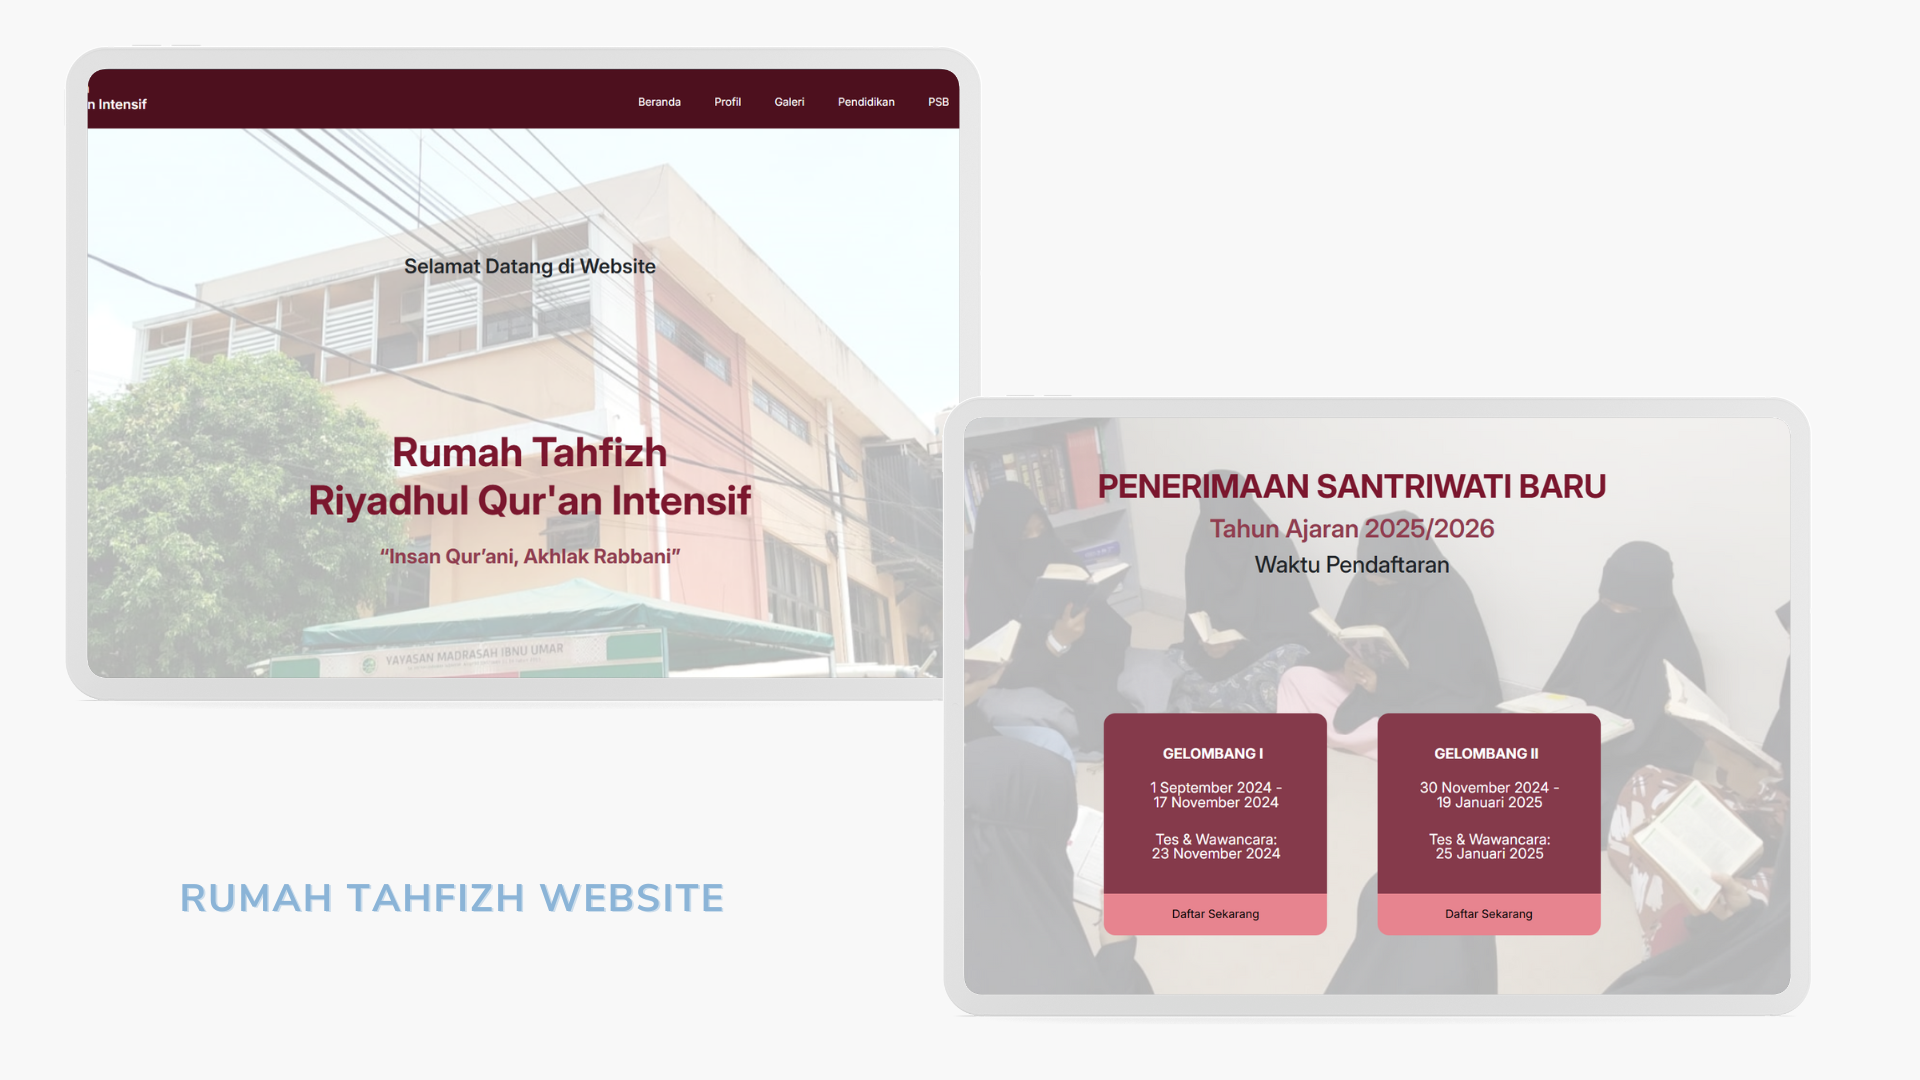 n Intensif
Beranda Profil Galeri Pendidikan PSB
Selamat Datang di Website
Rumah Tahfizh
Riyadhul Qur'an Intensif
“Insan Qur’ani, Akhlak Rabbani”
YAYASAN MADRASAH IBNU UMAR
PENERIMAAN SANTRIWATI BARU
Tahun Ajaran 2025/2026
Waktu Pendaftaran
GELOMBANG I
1 September 2024 -
17 November 2024
Tes & Wawancara:
23 November 2024
Daftar Sekarang
GELOMBANG II
30 November 2024 -
19 Januari 2025
Tes & Wawancara:
25 Januari 2025
Daftar Sekarang
RUMAH TAHFIZH WEBSITE